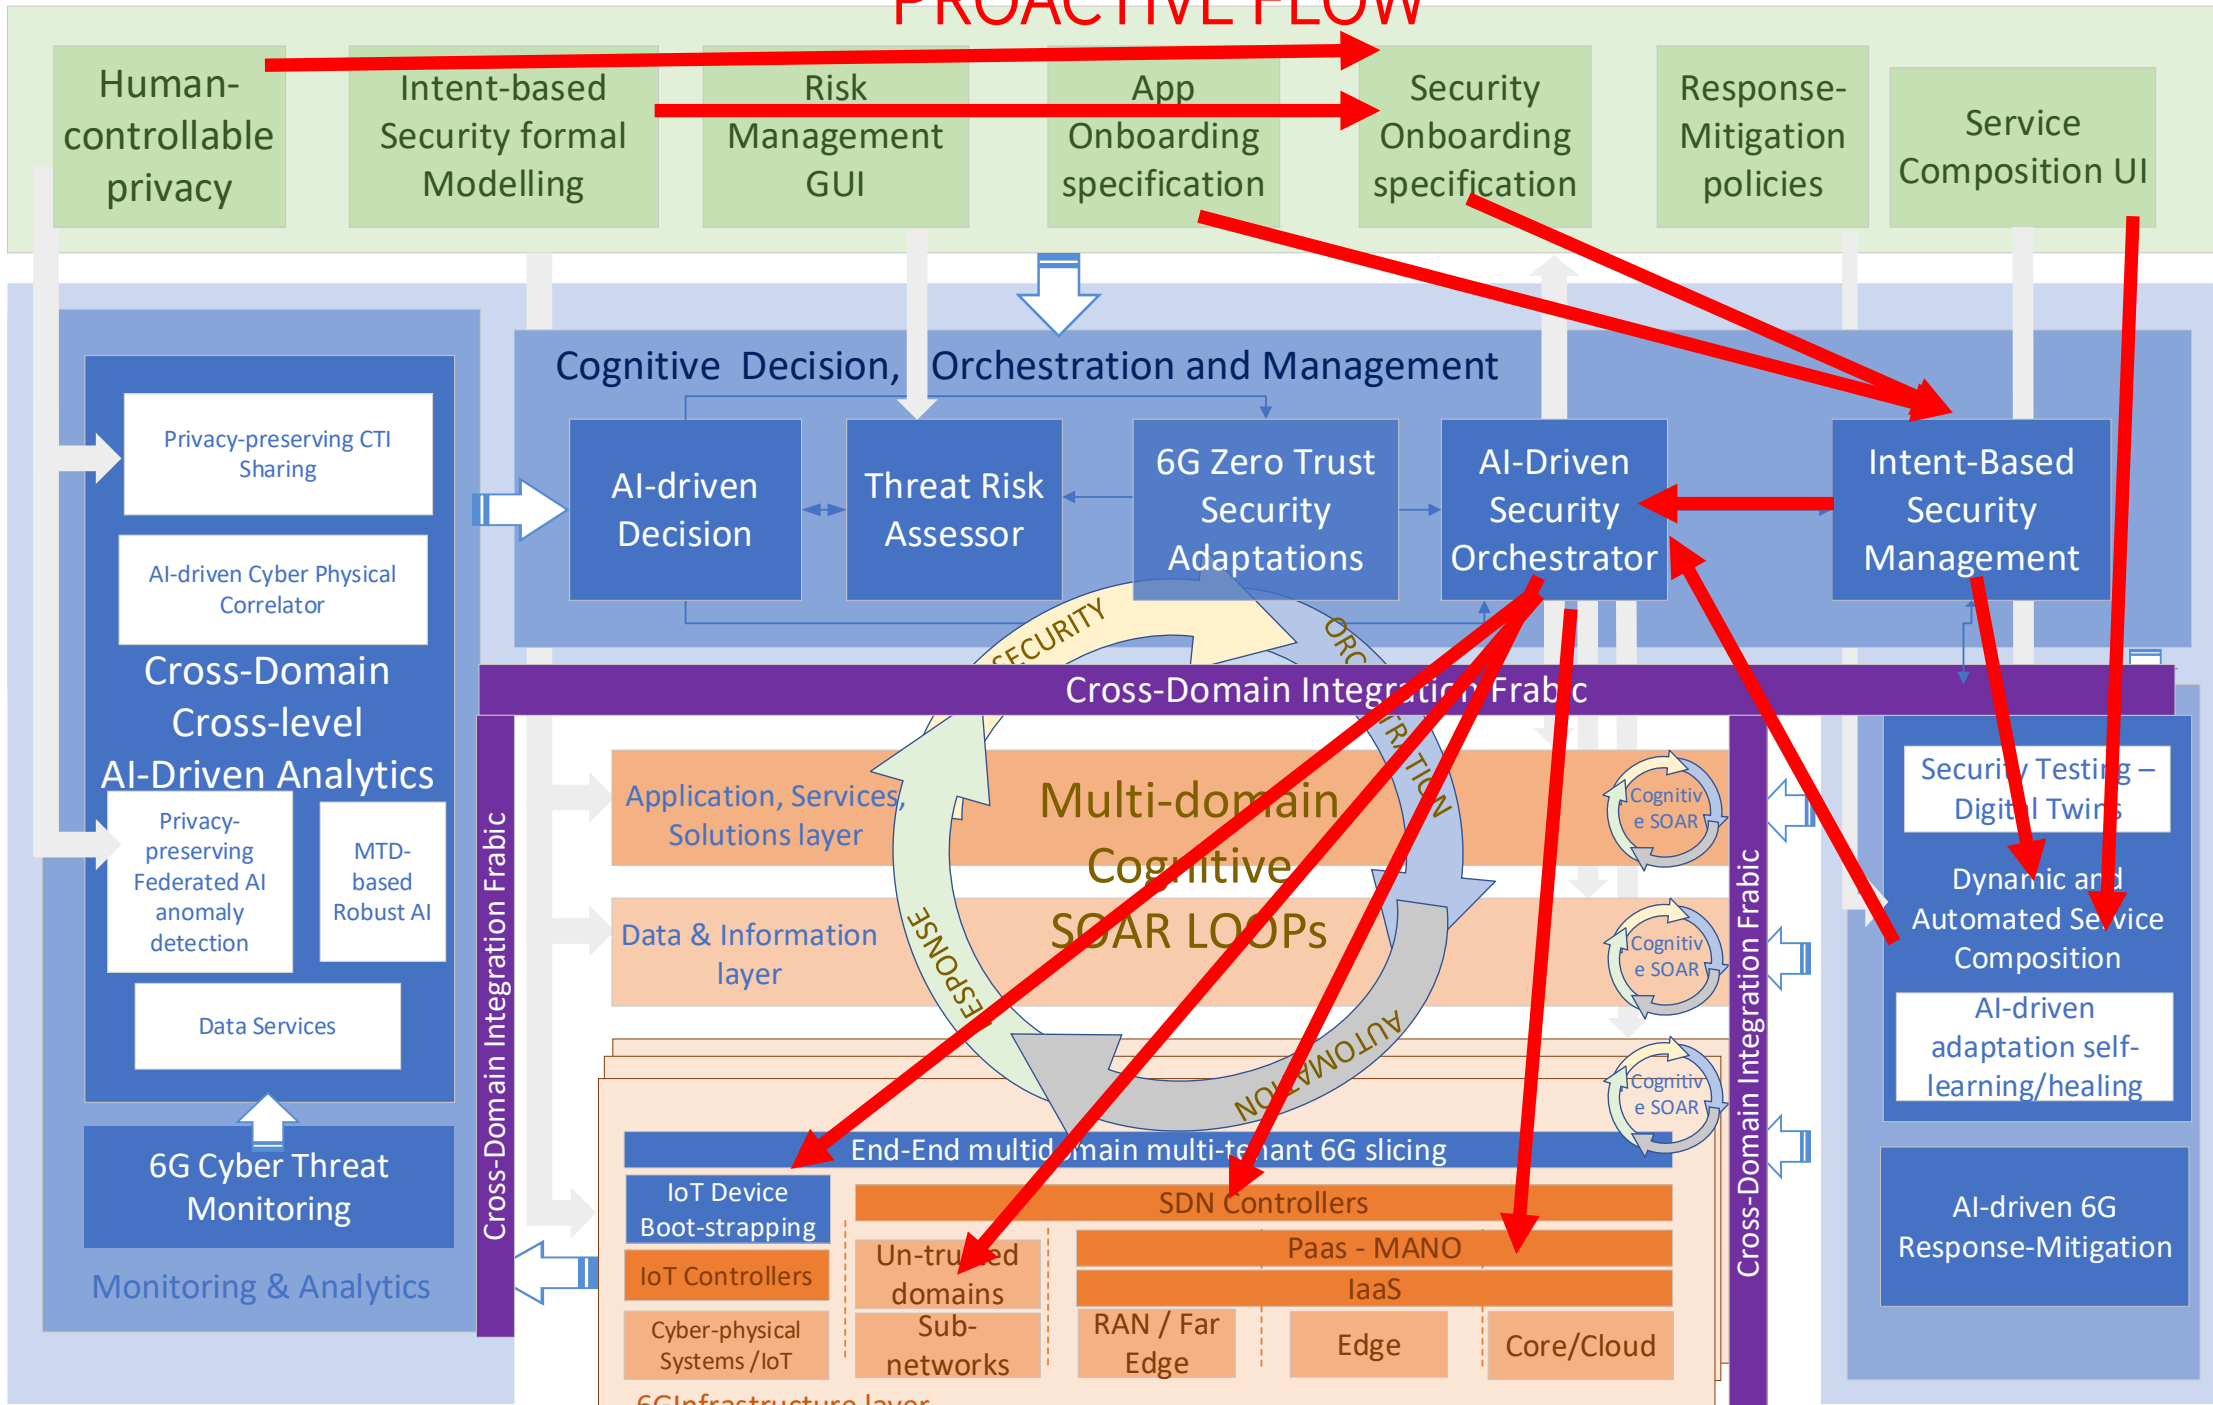 PROACTIVE FLOW
Human-
controllable
privacy
Intent-based
Security formal
Modelling
Risk
Management
GUI
App
Onboarding
specification
Security
Onboarding
specification
Response-
Mitigation
policies
Service
Composition UI
Cognitive Decision, Orchestration and Management
AI-driven
Decision
Threat Risk
Assessor
6G Zero Trust
Security
Adaptations
AI-Driven
Security
Orchestrator
Intent-Based
Security
Management
Privacy-preserving CTI
Sharing
AI-driven Cyber Physical
Correlator
Cross-Domain
Cross-level
AI-Driven Analytics
Privacy-
preserving
Federated AI
anomaly
detection
MTD-
based
Robust AI
Data Services
6G Cyber Threat
Monitoring
Monitoring & Analytics
Cross-Domain Integration Frabic
Cross-Domain Integration Frabic
Cross-Domain Integration Frabic
SECURITY
ORCHESTRATION
AUTOMATION
RESPONSE
Multi-domain
Cognitive
SOAR LOOPs
Application, Services,
Solutions layer
Data & Information
layer
Cognitiv
e SOAR
Cognitiv
e SOAR
Cognitiv
e SOAR
End-End multidomain multi-tenant 6G slicing
IoT Device
Boot-strapping
SDN Controllers
IoT Controllers
Un-trusted
domains
Paas - MANO
IaaS
Cyber-physical
Systems /IoT
Sub-
networks
RAN / Far
Edge
Edge
Core/Cloud
6GInfrastructure layer
Security Testing –
Digital Twins
Dynamic and
Automated Service
Composition
AI-driven
adaptation self-
learning/healing
AI-driven 6G
Response-Mitigation